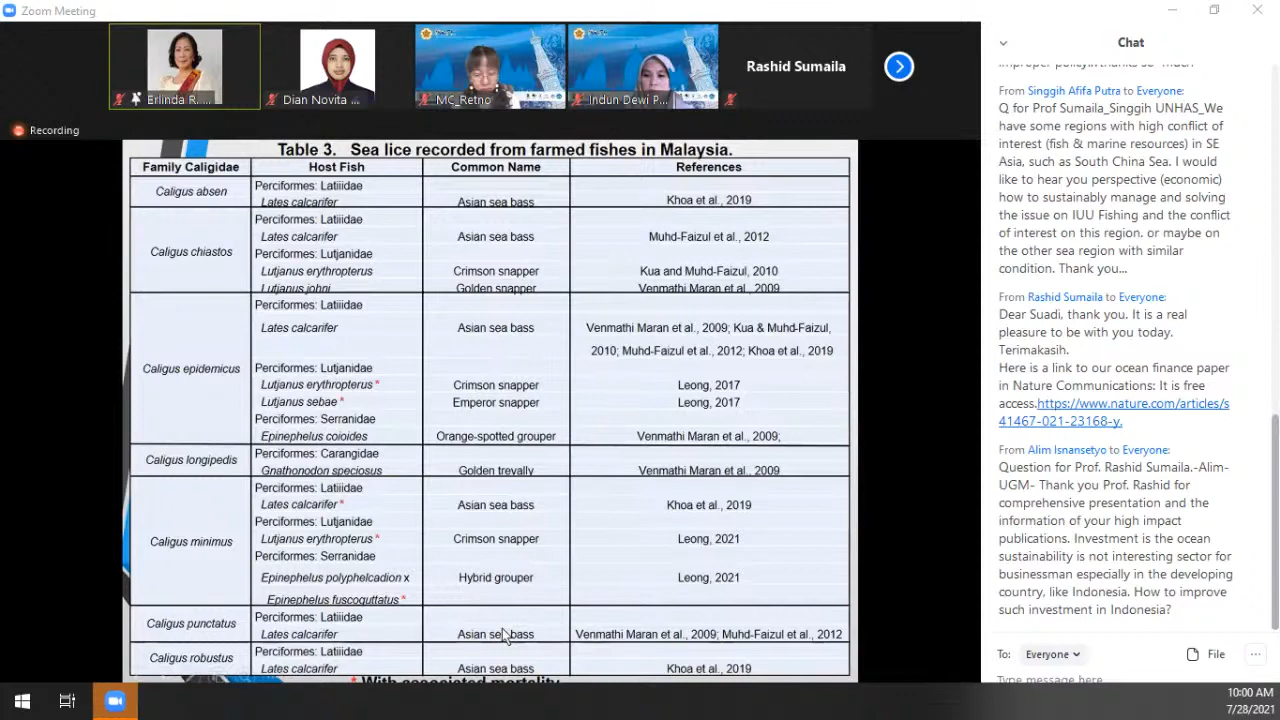 Zoom Meeting
Erlinda R. ...
Dian Novita ...
MC_Retno
Indun Dewi P...
Rashid Sumaila
Recording
Table 3. Sea lice recorded from farmed fishes in Malaysia.
Family Caligidae Host Fish Common Name References
Caligus absen Perciformes: Latiiidae
Lates calcarifer Asian sea bass Khoa et al., 2019
Caligus chiastos Perciformes: Latiiidae
Lates calcarifer Asian sea bass Muhd-Faizul et al., 2012
Perciformes: Lutjanidae
Lutjanus erythropterus Crimson snapper Kua and Muhd-Faizul, 2010
Lutjanus johni Golden snapper Venmathi Maran et al., 2009
Caligus epidemicus Perciformes: Latiiidae
Lates calcarifer Asian sea bass Venmathi Maran et al., 2009; Kua & Muhd-Faizul,
2010; Muhd-Faizul et al., 2012; Khoa et al., 2019
Perciformes: Lutjanidae
Lutjanus erythropterus * Crimson snapper Leong, 2017
Lutjanus sebae * Emperor snapper Leong, 2017
Perciformes: Serranidae
Epinephelus coioides Orange-spotted grouper Venmathi Maran et al., 2009;
Caligus longipedis Perciformes: Carangidae
Gnathonodon speciosus Golden trevally Venmathi Maran et al., 2009
Caligus minimus Perciformes: Latiiidae
Lates calcarifer * Asian sea bass Khoa et al., 2019
Perciformes: Lutjanidae
Lutjanus erythropterus * Crimson snapper Leong, 2021
Perciformes: Serranidae
Epinephelus polyphelcadion x Hybrid grouper Leong, 2021
Epinephelus fuscoguttatus *
Caligus punctatus Perciformes: Latiiidae
Lates calcarifer Asian sea bass Venmathi Maran et al., 2009; Muhd-Faizul et al., 2012
Caligus robustus Perciformes: Latiiidae
Lates calcarifer Asian sea bass Khoa et al., 2019
* With associated mortality
Chat
From Singgih Afifa Putra to Everyone:
Q for Prof Sumaila_Singgih UNHAS_We
have some regions with high conflict of
interest (fish & marine resources) in SE
Asia, such as South China Sea. I would
like to hear you perspective (economic)
how to sustainably manage and solving
the issue on IUU Fishing and the conflict
of interest on this region. or maybe on
the other sea region with similar
condition. Thank you...
From Rashid Sumaila to Everyone:
Dear Suadi, thank you. It is a real
pleasure to be with you today.
Terimakasih.
Here is a link to our ocean finance paper
in Nature Communications: It is free
access.https://www.nature.com/articles/s
41467-021-23168-y.
From Alim Isnansetyo to Everyone:
Question for Prof. Rashid Sumaila.-Alim-
UGM- Thank you Prof. Rashid for
comprehensive presentation and the
information of your high impact
publications. Investment is the ocean
sustainability is not interesting sector for
businessman especially in the developing
country, like Indonesia. How to improve
such investment in Indonesia?
To: Everyone File ...
Type message here
10:00 AM
7/28/2021